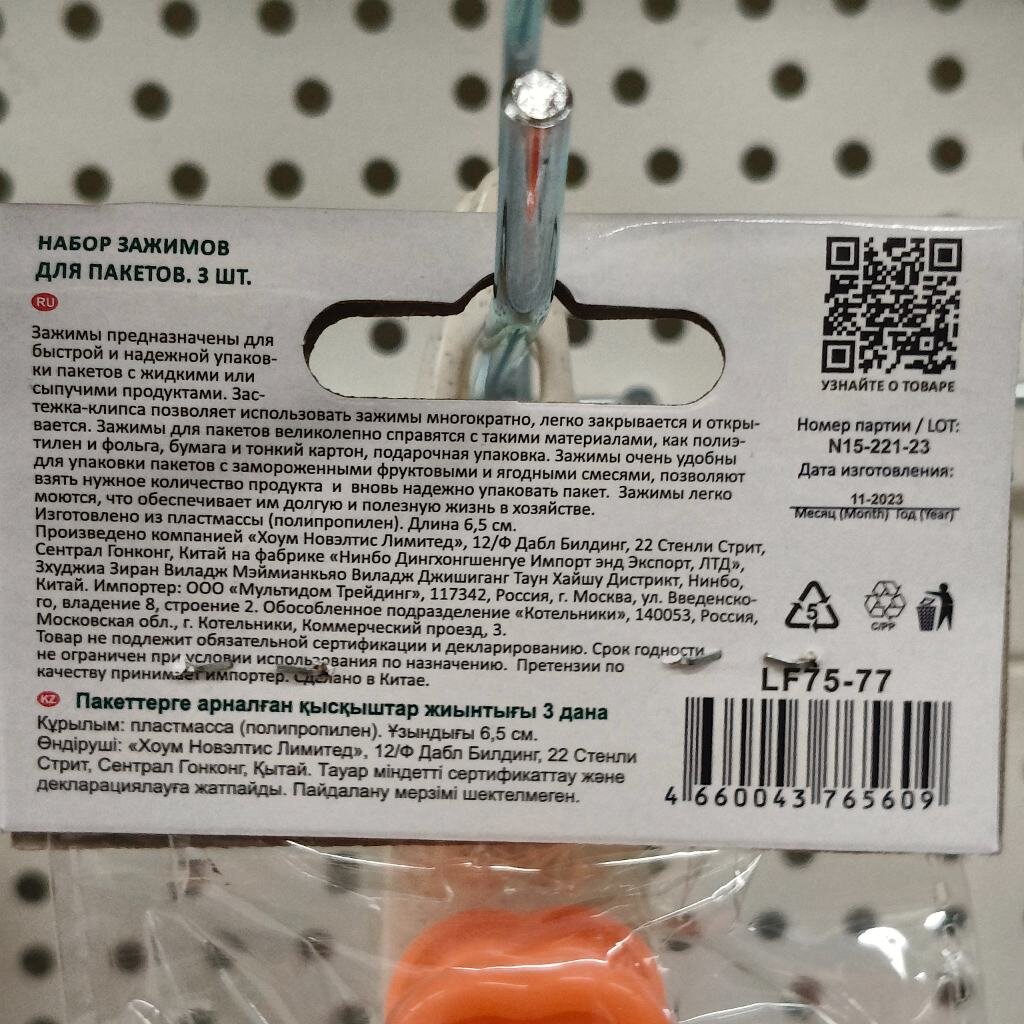 НАБОР ЗАЖИМОВ
ДЛЯ ПАКЕТОВ. 3 ШТ.
RU
Зажимы предназначены для
быстрой и надежной упаков-
ки пакетов с жидкими или
сыпучими продуктами. Зас-
тежка-клипса позволяет использовать зажимы многократно, легко закрывается и откры-
вается. Зажимы для пакетов великолепно справятся с такими материалами, как полиэ-
тилен и фольга, бумага и тонкий картон, подарочная упаковка. Зажимы очень удобны
для упаковки пакетов с замороженными фруктовыми и ягодными смесями, позволяют
взять нужное количество продукта и вновь надежно упаковать пакет. Зажимы легко
моются, что обеспечивает им долгую и полезную жизнь в хозяйстве.
Изготовлено из пластмассы (полипропилен). Длина 6,5 см.
Произведено компанией «Хоум Новэлтис Лимитед», 12/Ф Дабл Билдинг, 22 Стенли Стрит,
Сентрал Гонконг, Китай на фабрике «Нинбо Дингхонгшенгуе Импорт энд Экспорт, ЛТД»,
Зхуджиа Зиран Виладж Мэймианкьяо Виладж Джишиганг Таун Хайшу Дистрикт, Нинбо,
Китай. Импортер: ООО «Мультидом Трейдинг», 117342, Россия, г. Москва, ул. Введенско-
го, владение 8, строение 2. Обособленное подразделение «Котельники», 140053, Россия,
Московская обл., г. Котельники, Коммерческий проезд, 3.
Товар не подлежит обязательной сертификации и декларированию. Срок годности
не ограничен при условии использования по назначению. Претензии по
качеству принимает импортер. Сделано в Китае.
KZ Пакеттерге арналған қысқыштар жиынтығы 3 дана
Құрылым: пластмасса (полипропилен). Ұзындығы 6,5 см.
Өндіруші: «Хоум Новэлтис Лимитед», 12/Ф Дабл Билдинг, 22 Стенли
Стрит, Сентрал Гонконг, Қытай. Тауар міндетті сертификаттау және
декларациялауға жатпайды. Пайдалану мерзімі шектелмеген.
УЗНАЙТЕ О ТОВАРЕ
Номер партии / LOT:
N15-221-23
Дата изготовления:
11-2023
Месяц (Month) Год (Year)
5
C/PP
LF75-77
4 660043 765609